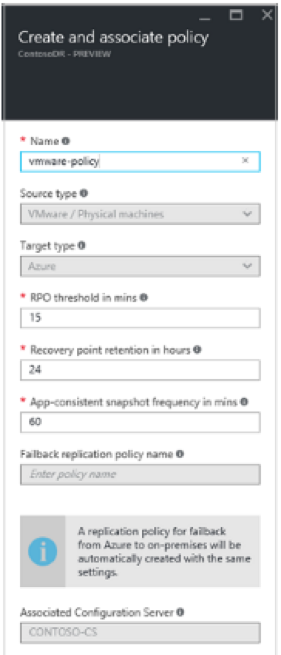 Create and associate policy
ContosoDR - PREVIEW
* Name
vmware-policy
Source type
VMware / Physical machines
Target type
Azure
* RPO threshold in mins
15
* Recovery point retention in hours
24
* App-consistent snapshot frequency in mins
60
Failback replication policy name
Enter policy name
A replication policy for failback
from Azure to on-premises will be
automatically created with the same
settings.
Associated Configuration Server
CONTOSO-CS